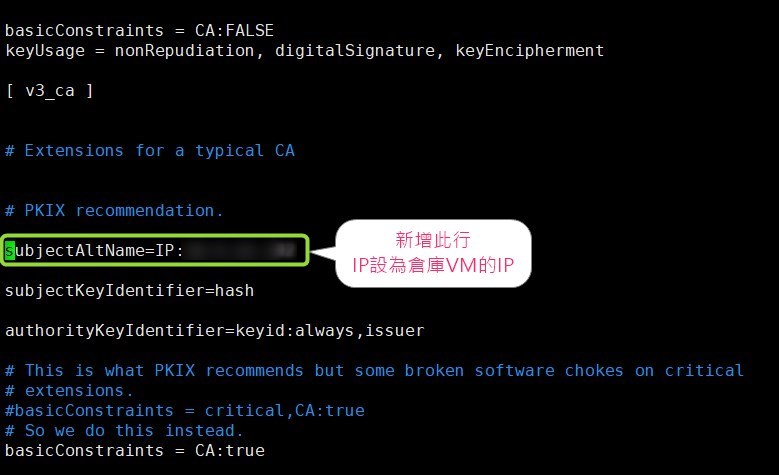 basicConstraints = CA:FALSE
keyUsage = nonRepudiation, digitalSignature, keyEncipherment
[ v3_ca ]
# Extensions for a typical CA
# PKIX recommendation.
subjectAltName=IP:
新增此行
IP設為倉庫VM的IP
subjectKeyIdentifier=hash
authorityKeyIdentifier=keyid:always,issuer
# This is what PKIX recommends but some broken software chokes on critical
# extensions.
#basicConstraints = critical,CA:true
# So we do this instead.
basicConstraints = CA:true